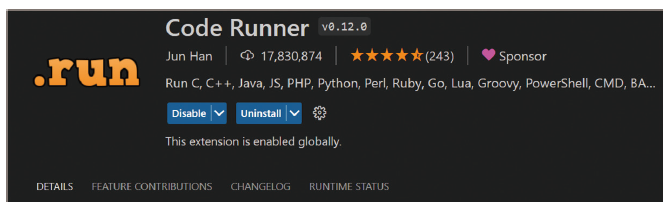 Code Runner v0.12.0
.run
Jun Han 17,830,874 (243) Sponsor
Run C, C++, Java, JS, PHP, Python, Perl, Ruby, Go, Lua, Groovy, PowerShell, CMD, BA...
Disable Uninstall
This extension is enabled globally.
DETAILS FEATURE CONTRIBUTIONS CHANGELOG RUNTIME STATUS